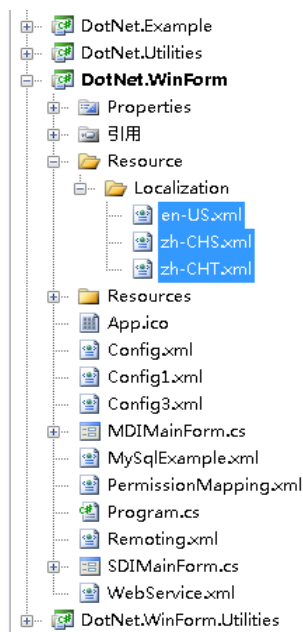 DotNet.Example
DotNet.Utilities
DotNet.WinForm
Properties
引用
Resource
Localization
en-US.xml
zh-CHS.xml
zh-CHT.xml
Resources
App.ico
Config.xml
Config1.xml
Config3.xml
MDIMainForm.cs
MySqlExample.xml
PermissionMapping.xml
Program.cs
Remoting.xml
SDIMainForm.cs
WebService.xml
DotNet.WinForm.Utilities